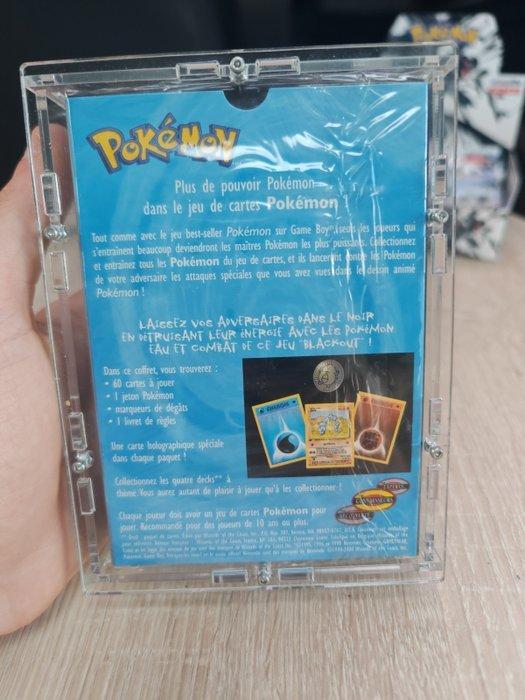 POKéMON
Plus de pouvoir Pokémon
dans le jeu de cartes Pokémon !
Tout comme avec le jeu best-seller Pokémon sur Game Boy, seuls les joueurs qui
s'entraînent beaucoup deviendront les maîtres Pokémon les plus puissants. Collectionnez
et entraînez tous les Pokémon du jeu de cartes, et ils lanceront contre les Pokémon
de votre adversaire les attaques spéciales que vous avez vues dans le dessin animé
Pokémon !
LAISSEZ VOS ADVERSAIRES DANS LE NOIR
EN DÉTRUISANT LEUR ÉNERGIE AVEC LES POKÉMON
EAU ET COMBAT DE CE JEU "BLACKOUT" !
Dans ce coffret, vous trouverez :
• 60 cartes à jouer
• 1 jeton Pokémon
• marqueurs de dégâts
• 1 livret de règles
Une carte holographique spéciale
dans chaque paquet !
Collectionnez les quatre decks** à
thème. Vous aurez autant de plaisir à jouer qu'à les collectionner !
Chaque joueur doit avoir un jeu de cartes Pokémon pour
jouer. Recommandé pour des joueurs de 10 ans ou plus.